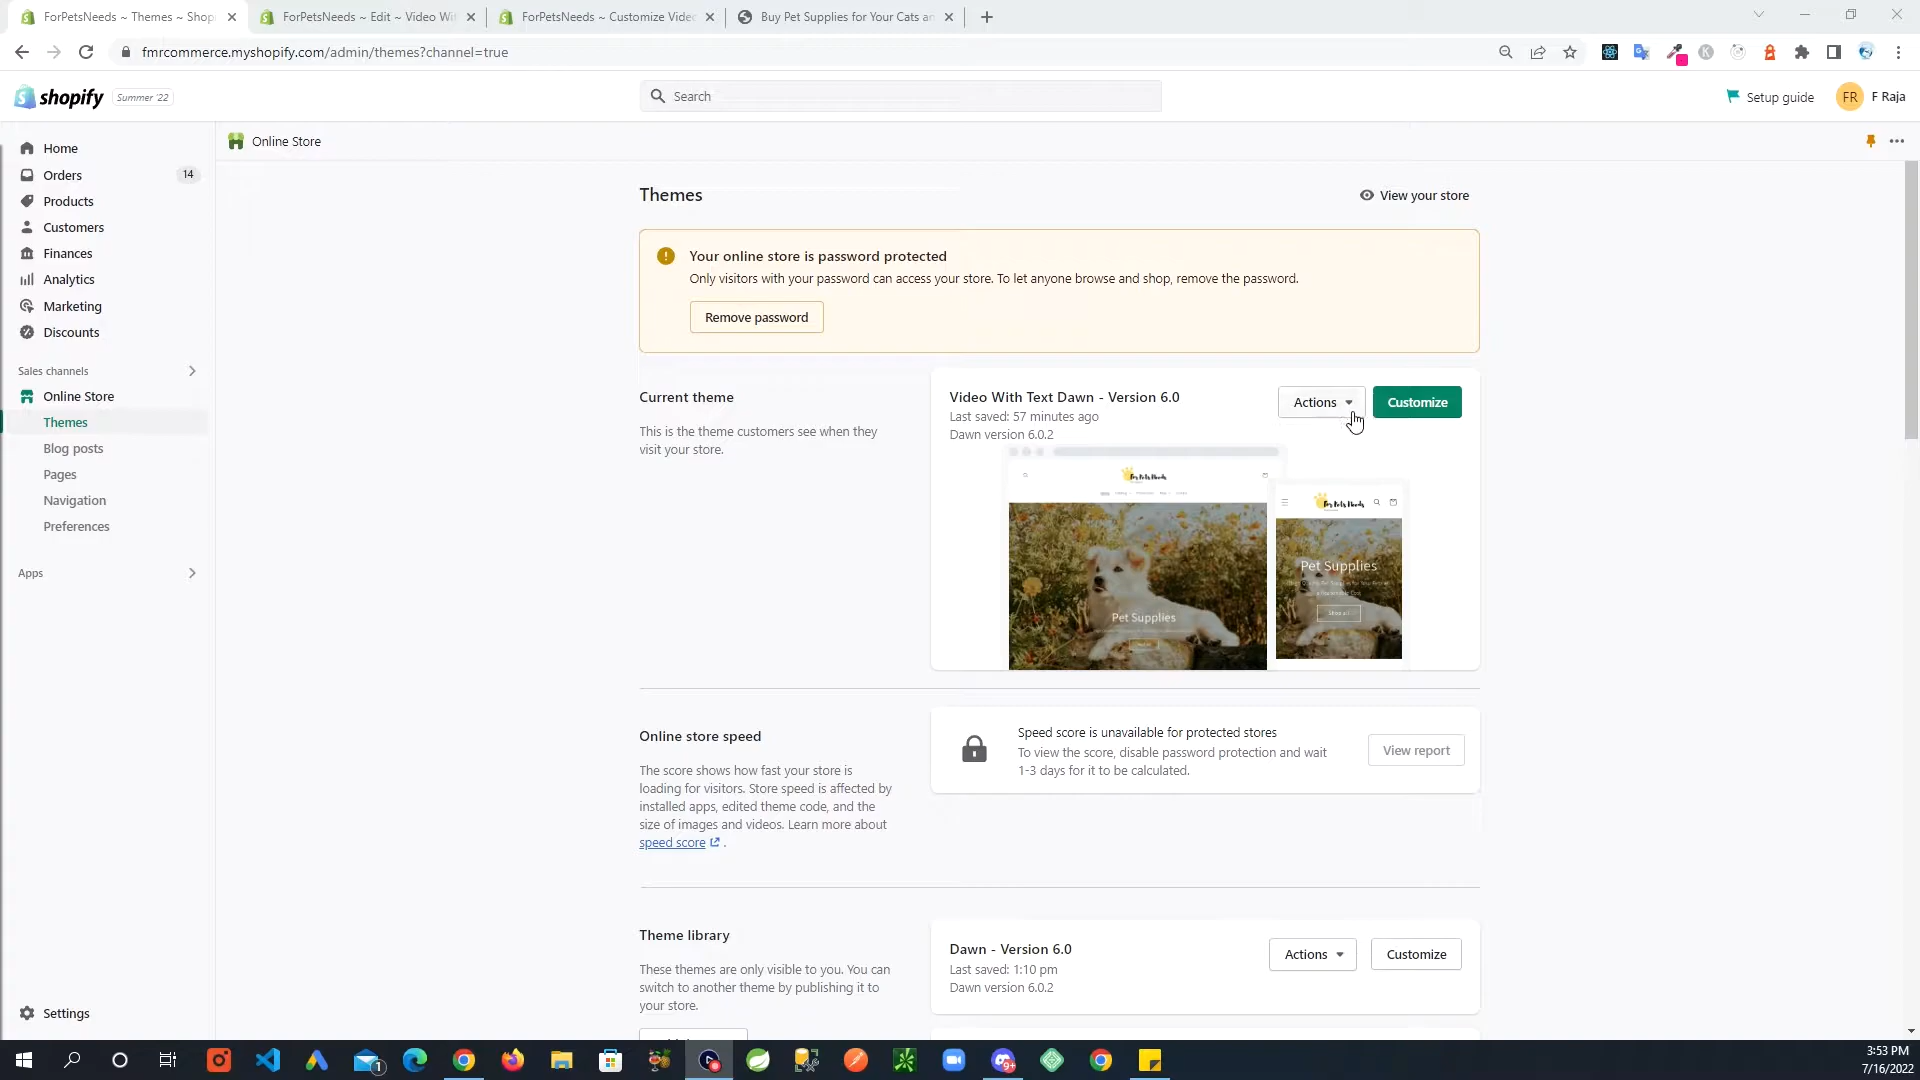 ForPetsNeeds ~ Themes ~ Shop
ForPetsNeeds ~ Edit ~ Video Wit
ForPetsNeeds ~ Customize Video
Buy Pet Supplies for Your Cats an
fmrcommerce.myshopify.com/admin/themes?channel=true
shopify
Summer '22
Search
Setup guide
FR
F Raja
Home
Orders
14
Products
Customers
Finances
Analytics
Marketing
Discounts
Sales channels
Online Store
Themes
Blog posts
Pages
Navigation
Preferences
Apps
Settings
Online Store
Themes
View your store
Your online store is password protected
Only visitors with your password can access your store. To let anyone browse and shop, remove the password.
Remove password
Current theme
This is the theme customers see when they
visit your store.
Video With Text Dawn - Version 6.0
Last saved: 57 minutes ago
Dawn version 6.0.2
Actions
Customize
For Pets Needs
Pet Supplies
For Pets Needs
Pet Supplies
Shop all
Online store speed
The score shows how fast your store is
loading for visitors. Store speed is affected by
installed apps, edited theme code, and the
size of images and videos. Learn more about
speed score .
Speed score is unavailable for protected stores
To view the score, disable password protection and wait
1-3 days for it to be calculated.
View report
Theme library
These themes are only visible to you. You can
switch to another theme by publishing it to
your store.
Dawn - Version 6.0
Last saved: 1:10 pm
Dawn version 6.0.2
Actions
Customize
1
9+
3:53 PM
7/16/2022